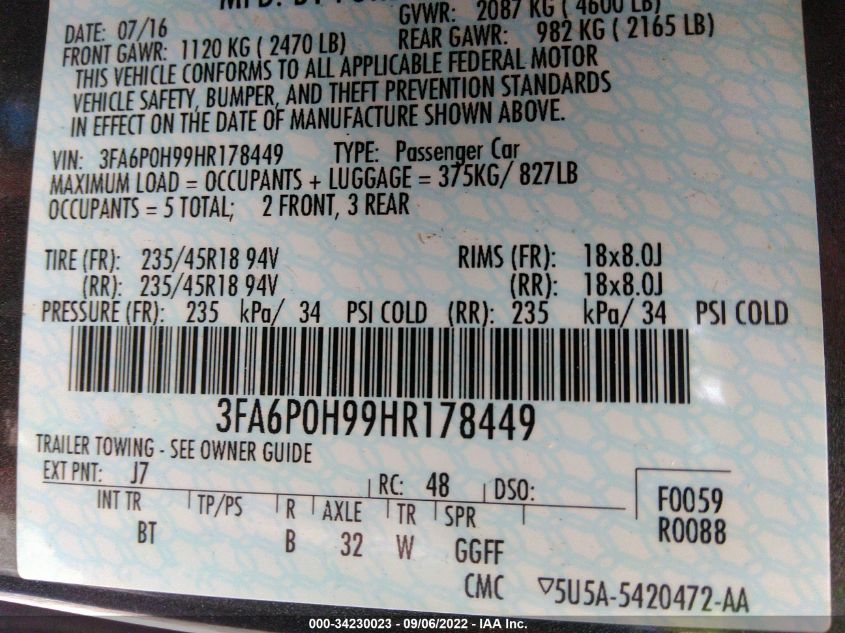 MFD. BY FORD
DATE: 07/16
GVWR: 2087 KG ( 4600 LB)
FRONT GAWR: 1120 KG ( 2470 LB)
REAR GAWR: 982 KG ( 2165 LB)
THIS VEHICLE CONFORMS TO ALL APPLICABLE FEDERAL MOTOR
VEHICLE SAFETY, BUMPER, AND THEFT PREVENTION STANDARDS
IN EFFECT ON THE DATE OF MANUFACTURE SHOWN ABOVE.
VIN: 3FA6P0H99HR178449 TYPE: Passenger Car
MAXIMUM LOAD = OCCUPANTS + LUGGAGE = 375KG/ 827LB
OCCUPANTS = 5 TOTAL; 2 FRONT, 3 REAR
TIRE (FR): 235/45R18 94V RIMS (FR): 18x8.0J
(RR): 235/45R18 94V (RR): 18x8.0J
PRESSURE (FR): 235 kPa/ 34 PSI COLD (RR): 235 kPa/ 34 PSI COLD
3FA6P0H99HR178449
TRAILER TOWING - SEE OWNER GUIDE
EXT PNT: J7 RC: 48 DSO:
INT TR TP/PS R AXLE TR SPR
BT B 32 W GGFF
F0059
R0088
CMC ▽5U5A-5420472-AA
000-34230023 - 09/06/2022 - IAA Inc.